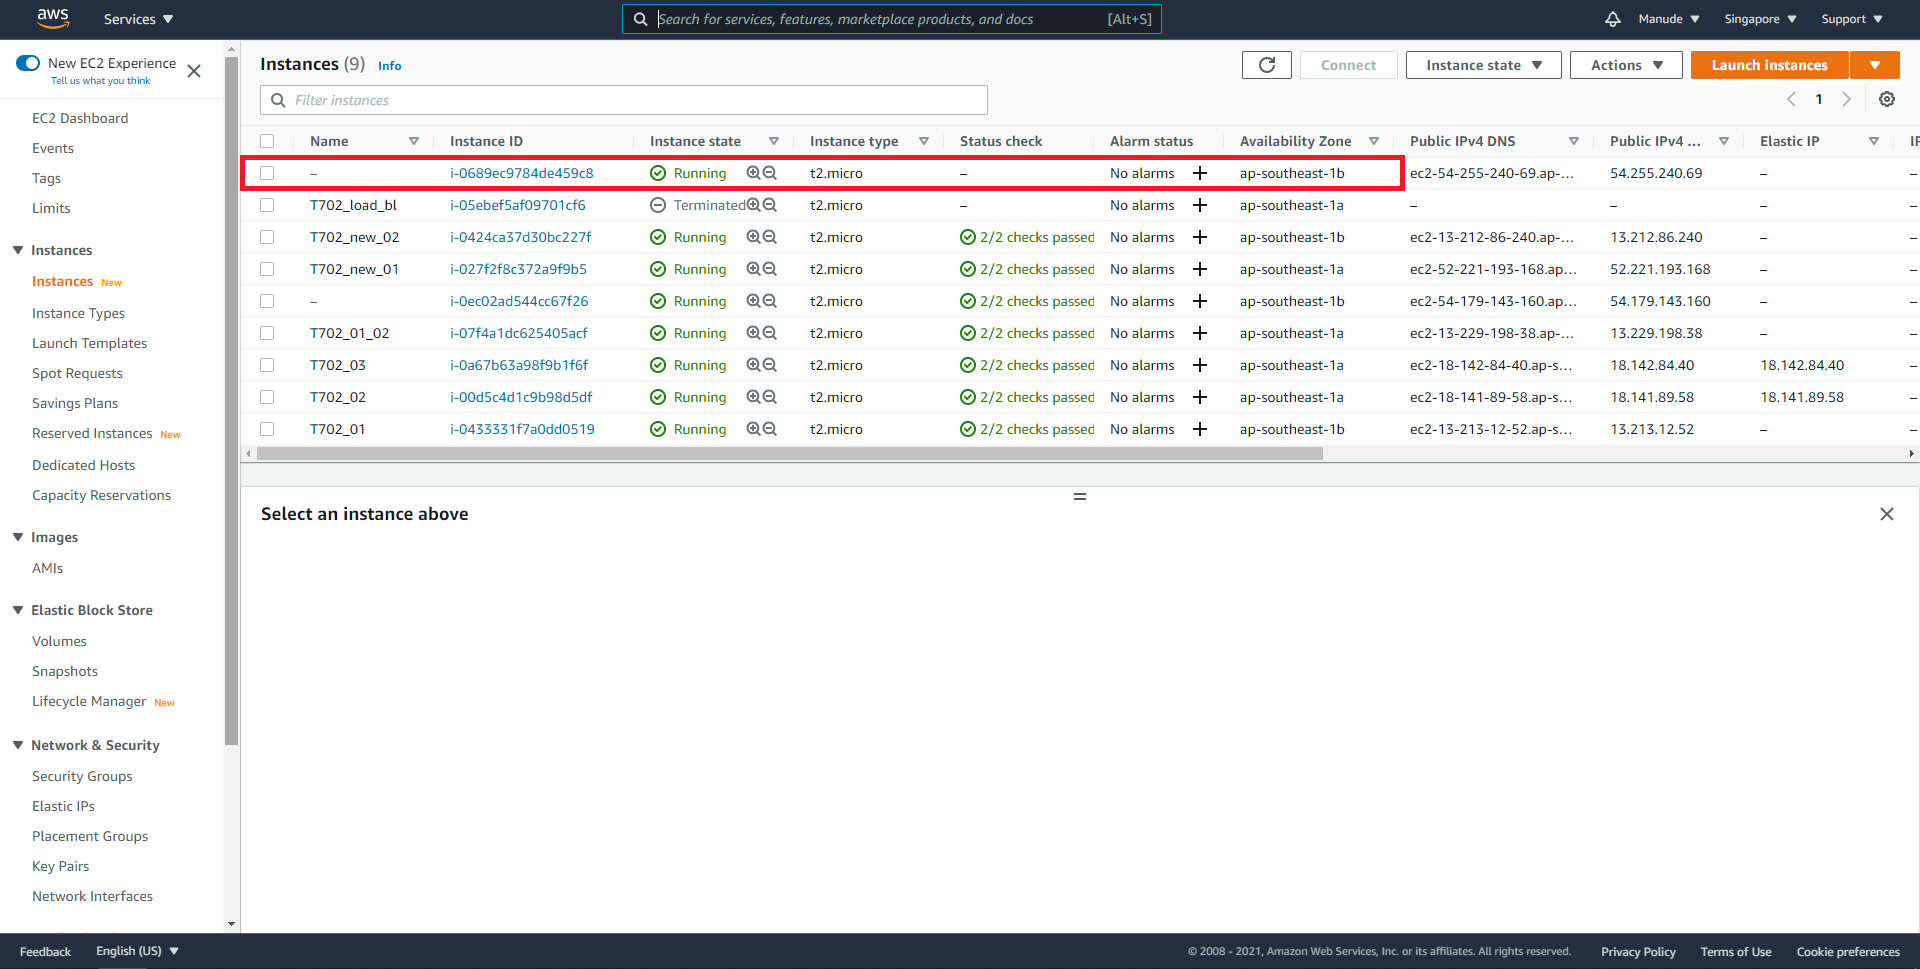 aws Services Search for services, features, marketplace products, and docs [Alt+S] Manude Singapore Support
New EC2 Experience
Tell us what you think
EC2 Dashboard
Events
Tags
Limits
Instances
Instances New
Instance Types
Launch Templates
Spot Requests
Savings Plans
Reserved Instances New
Dedicated Hosts
Capacity Reservations
Images
AMIs
Elastic Block Store
Volumes
Snapshots
Lifecycle Manager New
Network & Security
Security Groups
Elastic IPs
Placement Groups
Key Pairs
Network Interfaces
Instances (9) Info Connect Instance state Actions Launch instances
Filter instances 1
Name Instance ID Instance state Instance type Status check Alarm status Availability Zone Public IPv4 DNS Public IPv4 ... Elastic IP
– i-0689ec9784de459c8 Running t2.micro – No alarms + ap-southeast-1b ec2-54-255-240-69.ap-... 54.255.240.69 – –
T702_load_bl i-05ebef5af09701cf6 Terminated t2.micro – No alarms + ap-southeast-1a – – – –
T702_new_02 i-0424ca37d30bc227f Running t2.micro 2/2 checks passed No alarms + ap-southeast-1b ec2-13-212-86-240.ap-... 13.212.86.240 – –
T702_new_01 i-027f2f8c372a9f9b5 Running t2.micro 2/2 checks passed No alarms + ap-southeast-1a ec2-52-221-193-168.ap... 52.221.193.168 – –
– i-0ec02ad544cc67f26 Running t2.micro 2/2 checks passed No alarms + ap-southeast-1b ec2-54-179-143-160.ap... 54.179.143.160 – –
T702_01_02 i-07f4a1dc625405acf Running t2.micro 2/2 checks passed No alarms + ap-southeast-1a ec2-13-229-198-38.ap-... 13.229.198.38 – –
T702_03 i-0a67b63a98f9b1f6f Running t2.micro 2/2 checks passed No alarms + ap-southeast-1a ec2-18-142-84-40.ap-s... 18.142.84.40 18.142.84.40 –
T702_02 i-00d5c4d1c9b98d5df Running t2.micro 2/2 checks passed No alarms + ap-southeast-1a ec2-18-141-89-58.ap-s... 18.141.89.58 18.141.89.58 –
T702_01 i-0433331f7a0dd0519 Running t2.micro 2/2 checks passed No alarms + ap-southeast-1b ec2-13-213-12-52.ap-s... 13.213.12.52 – –
Select an instance above
Feedback English (US) © 2008 - 2021, Amazon Web Services, Inc. or its affiliates. All rights reserved. Privacy Policy Terms of Use Cookie preferences